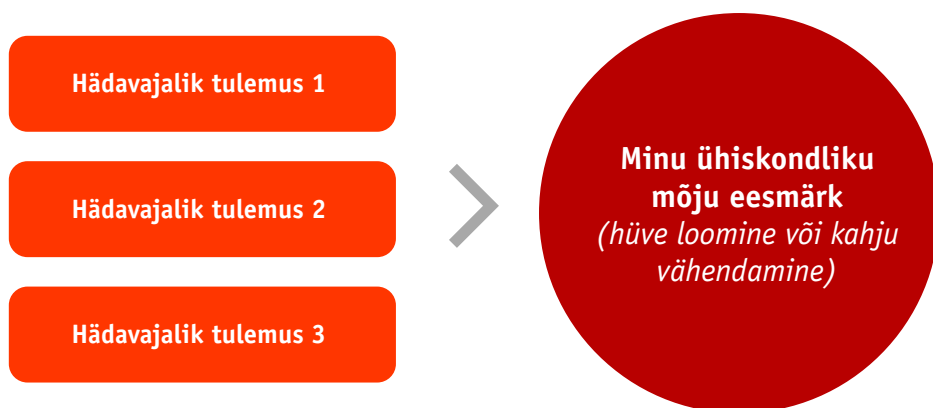 Hädavajalik tulemus 1
Hädavajalik tulemus 2
Hädavajalik tulemus 3
Minu ühiskondliku
mõju eesmärk
(hüve loomine või kahju
vähendamine)